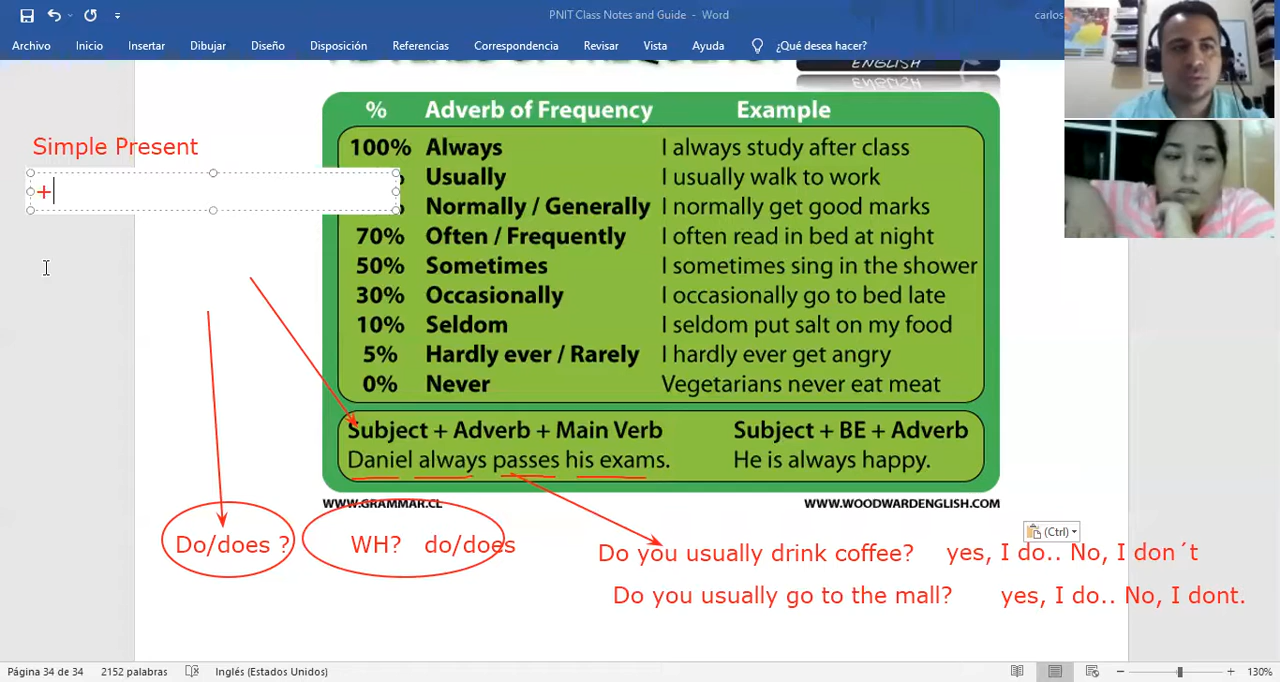 PNIT Class Notes and Guide - Word
carlos
Archivo Inicio Insertar Dibujar Diseño Disposición Referencias Correspondencia Revisar Vista Ayuda ¿Qué desea hacer?
ENGLISH
% Adverb of Frequency Example
Simple Present
100% Always I always study after class
Usually I usually walk to work
+
Normally / Generally I normally get good marks
70% Often / Frequently I often read in bed at night
50% Sometimes I sometimes sing in the shower
30% Occasionally I occasionally go to bed late
10% Seldom I seldom put salt on my food
5% Hardly ever / Rarely I hardly ever get angry
0% Never Vegetarians never eat meat
Subject + Adverb + Main Verb Subject + BE + Adverb
Daniel always passes his exams. He is always happy.
WWW.GRAMMAR.CL WWW.WOODWARDENGLISH.COM
(Ctrl)
Do/does ? WH? do/does
Do you usually drink coffee? yes, I do.. No, I don´t
Do you usually go to the mall? yes, I do.. No, I dont.
Página 34 de 34 2152 palabras Inglés (Estados Unidos) 130%